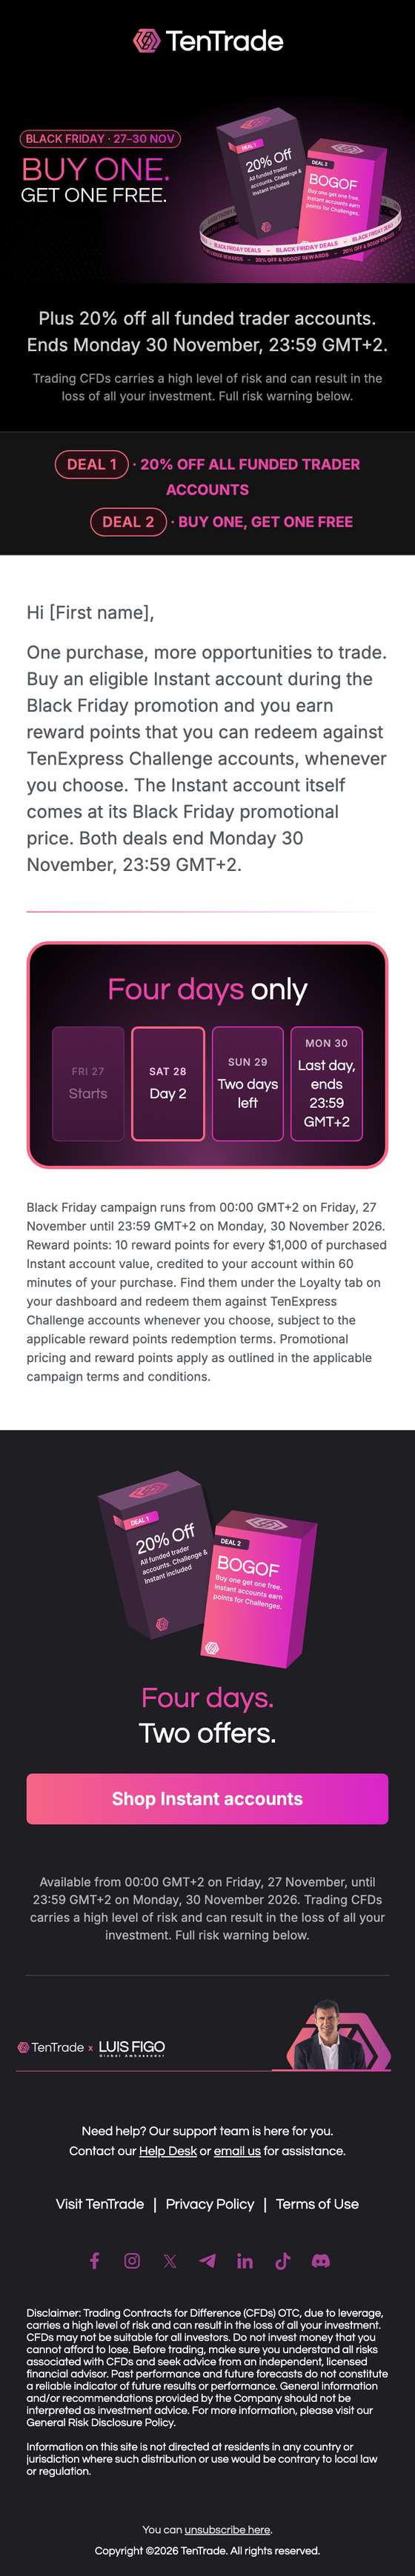 TenTrade
BLACK FRIDAY · 27–30 NOV
BUY ONE.
GET ONE FREE.
DEAL 1
20% Off
All funded trader
accounts. Challenge &
Instant included
DEAL 2
BOGOF
Buy one get one free.
Instant accounts earn
points for Challenges.
BLACK FRIDAY DEALS – BLACK FRIDAY DEALS
20% OFF & BOGOF REWARDS
Plus 20% off all funded trader accounts.
Ends Monday 30 November, 23:59 GMT+2.
Trading CFDs carries a high level of risk and can result in the
loss of all your investment. Full risk warning below.
DEAL 1 · 20% OFF ALL FUNDED TRADER
ACCOUNTS
DEAL 2 · BUY ONE, GET ONE FREE
Hi [First name],
One purchase, more opportunities to trade.
Buy an eligible Instant account during the
Black Friday promotion and you earn
reward points that you can redeem against
TenExpress Challenge accounts, whenever
you choose. The Instant account itself
comes at its Black Friday promotional
price. Both deals end Monday 30
November, 23:59 GMT+2.
Four days only
FRI 27
Starts
SAT 28
Day 2
SUN 29
Two days
left
MON 30
Last day,
ends
23:59
GMT+2
Black Friday campaign runs from 00:00 GMT+2 on Friday, 27
November until 23:59 GMT+2 on Monday, 30 November 2026.
Reward points: 10 reward points for every $1,000 of purchased
Instant account value, credited to your account within 60
minutes of your purchase. Find them under the Loyalty tab on
your dashboard and redeem them against TenExpress
Challenge accounts whenever you choose, subject to the
applicable reward points redemption terms. Promotional
pricing and reward points apply as outlined in the applicable
campaign terms and conditions.
DEAL 1
20% Off
All funded trader
accounts. Challenge &
Instant included
DEAL 2
BOGOF
Buy one get one free.
Instant accounts earn
points for Challenges.
Four days.
Two offers.
Shop Instant accounts
Available from 00:00 GMT+2 on Friday, 27 November, until
23:59 GMT+2 on Monday, 30 November 2026. Trading CFDs
carries a high level of risk and can result in the loss of all your
investment. Full risk warning below.
TenTrade x LUIS FIGO
Global Ambassador
Need help? Our support team is here for you.
Contact our Help Desk or email us for assistance.
Visit TenTrade | Privacy Policy | Terms of Use
Disclaimer: Trading Contracts for Difference (CFDs) OTC, due to leverage,
carries a high level of risk and can result in the loss of all your investment.
CFDs may not be suitable for all investors. Do not invest money that you
cannot afford to lose. Before trading, make sure you understand all risks
associated with CFDs and seek advice from an independent, licensed
financial advisor. Past performance and future forecasts do not constitute
a reliable indicator of future results or performance. General information
and/or recommendations provided by the Company should not be
interpreted as investment advice. For more information, please visit our
General Risk Disclosure Policy.
Information on this site is not directed at residents in any country or
jurisdiction where such distribution or use would be contrary to local law
or regulation.
You can unsubscribe here.
Copyright ©2026 TenTrade. All rights reserved.